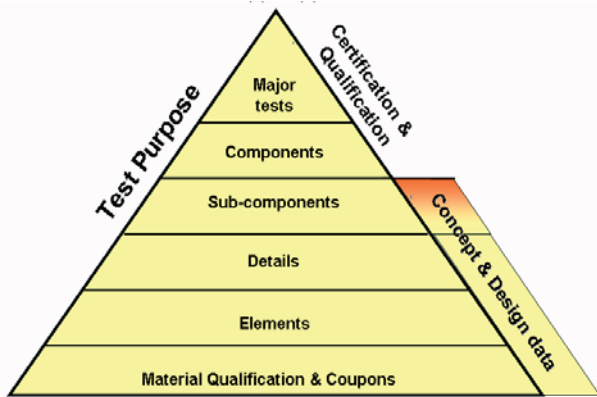 Test Purpose
Certification &
Qualification
Major
tests
Components
Sub-components
Concept & Design data
Details
Elements
Material Qualification & Coupons